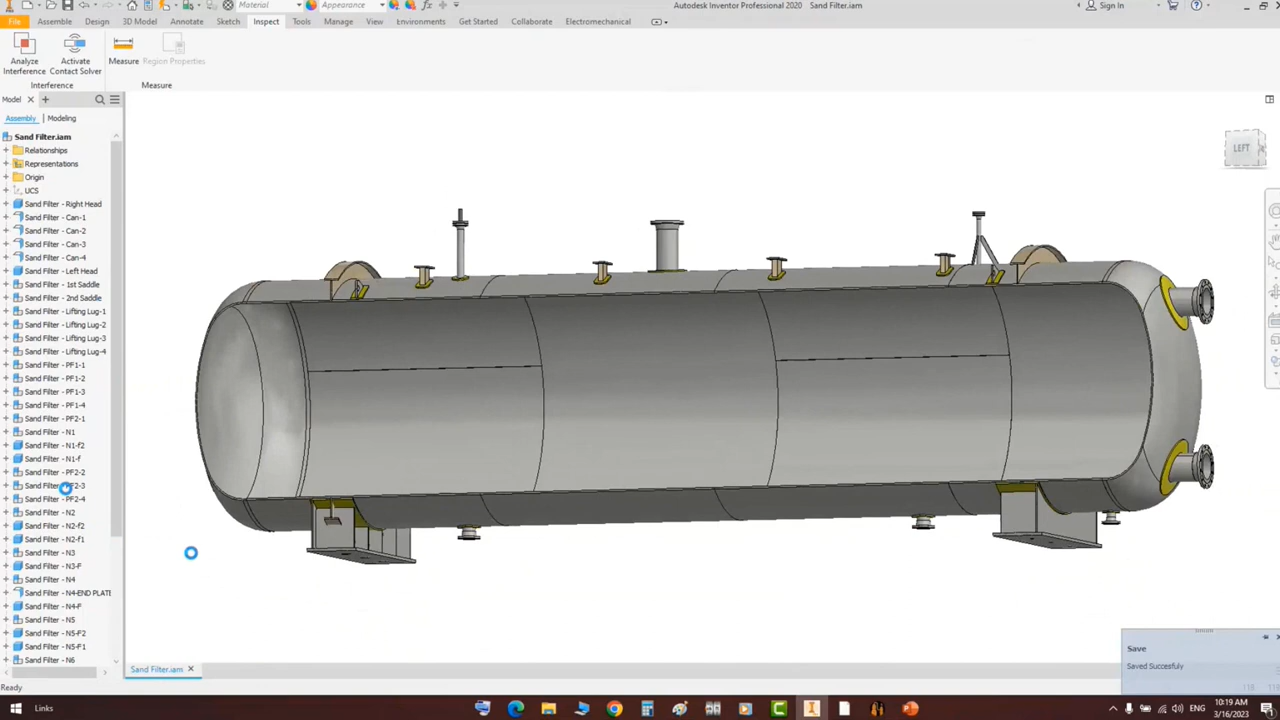 Material
Appearance
Autodesk Inventor Professional 2020 Sand Filter.iam
Sign In
File Assemble Design 3D Model Annotate Sketch Inspect Tools Manage View Environments Get Started Collaborate Electromechanical
Analyze Interference
Activate Contact Solver
Measure
Region Properties
Interference
Measure
Model
Assembly Modeling
Sand Filter.iam
Relationships
Representations
Origin
UCS
Sand Filter - Right Head
Sand Filter - Can-1
Sand Filter - Can-2
Sand Filter - Can-3
Sand Filter - Can-4
Sand Filter - Left Head
Sand Filter - 1st Saddle
Sand Filter - 2nd Saddle
Sand Filter - Lifting Lug-1
Sand Filter - Lifting Lug-2
Sand Filter - Lifting Lug-3
Sand Filter - Lifting Lug-4
Sand Filter - PF1-1
Sand Filter - PF1-2
Sand Filter - PF1-3
Sand Filter - PF1-4
Sand Filter - PF2-1
Sand Filter - N1
Sand Filter - N1-f2
Sand Filter - N1-f
Sand Filter - PF2-2
Sand Filter - PF2-3
Sand Filter - PF2-4
Sand Filter - N2
Sand Filter - N2-f2
Sand Filter - N2-f1
Sand Filter - N3
Sand Filter - N3-F
Sand Filter - N4
Sand Filter - N4-END PLATE
Sand Filter - N4-F
Sand Filter - N5
Sand Filter - N5-F2
Sand Filter - N5-F1
Sand Filter - N6
LEFT
Sand Filter.iam
Save
Saved Succesfuly
Ready
Links
10:19 AM
3/16/2023